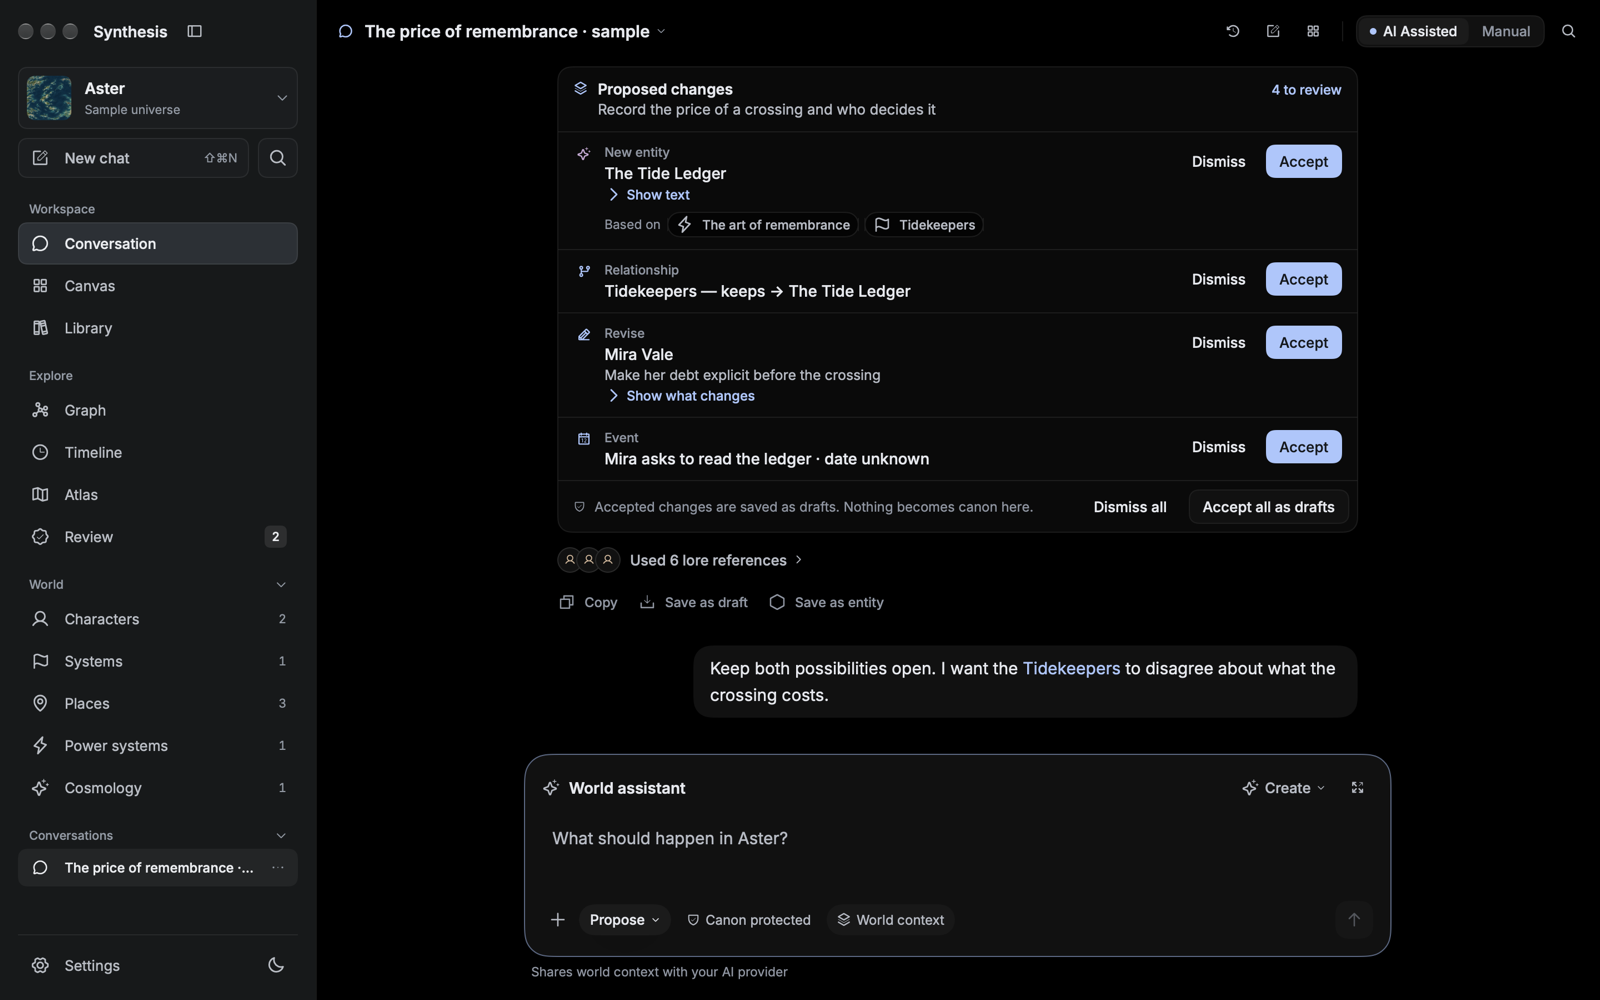 Synthesis
Aster
Sample universe
New chat
⇧⌘N
Workspace
Conversation
Canvas
Library
Explore
Graph
Timeline
Atlas
Review
2
World
Characters
2
Systems
1
Places
3
Power systems
1
Cosmology
1
Conversations
The price of remembrance ·...
Settings
The price of remembrance · sample
AI Assisted
Manual
Proposed changes
4 to review
Record the price of a crossing and who decides it
New entity
The Tide Ledger
Show text
Based on
The art of remembrance
Tidekeepers
Dismiss
Accept
Relationship
Tidekeepers — keeps → The Tide Ledger
Dismiss
Accept
Revise
Mira Vale
Make her debt explicit before the crossing
Show what changes
Dismiss
Accept
Event
Mira asks to read the ledger · date unknown
Dismiss
Accept
Accepted changes are saved as drafts. Nothing becomes canon here.
Dismiss all
Accept all as drafts
Used 6 lore references
Copy
Save as draft
Save as entity
Keep both possibilities open. I want the Tidekeepers to disagree about what the
crossing costs.
World assistant
Create
What should happen in Aster?
Propose
Canon protected
World context
Shares world context with your AI provider